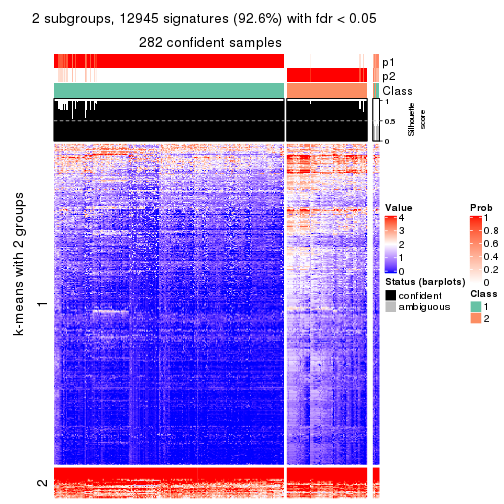 2 subgroups, 12945 signatures (92.6%) with fdr < 0.05
282 confident samples
p1
p2
Class
1
0.5
0
Silhouette
score
k-means with 2 groups
1
2
Value
4
3
2
1
0
Prob
1
0.8
0.6
0.4
0.2
0
Status (barplots)
confident
ambiguous
Class
1
2